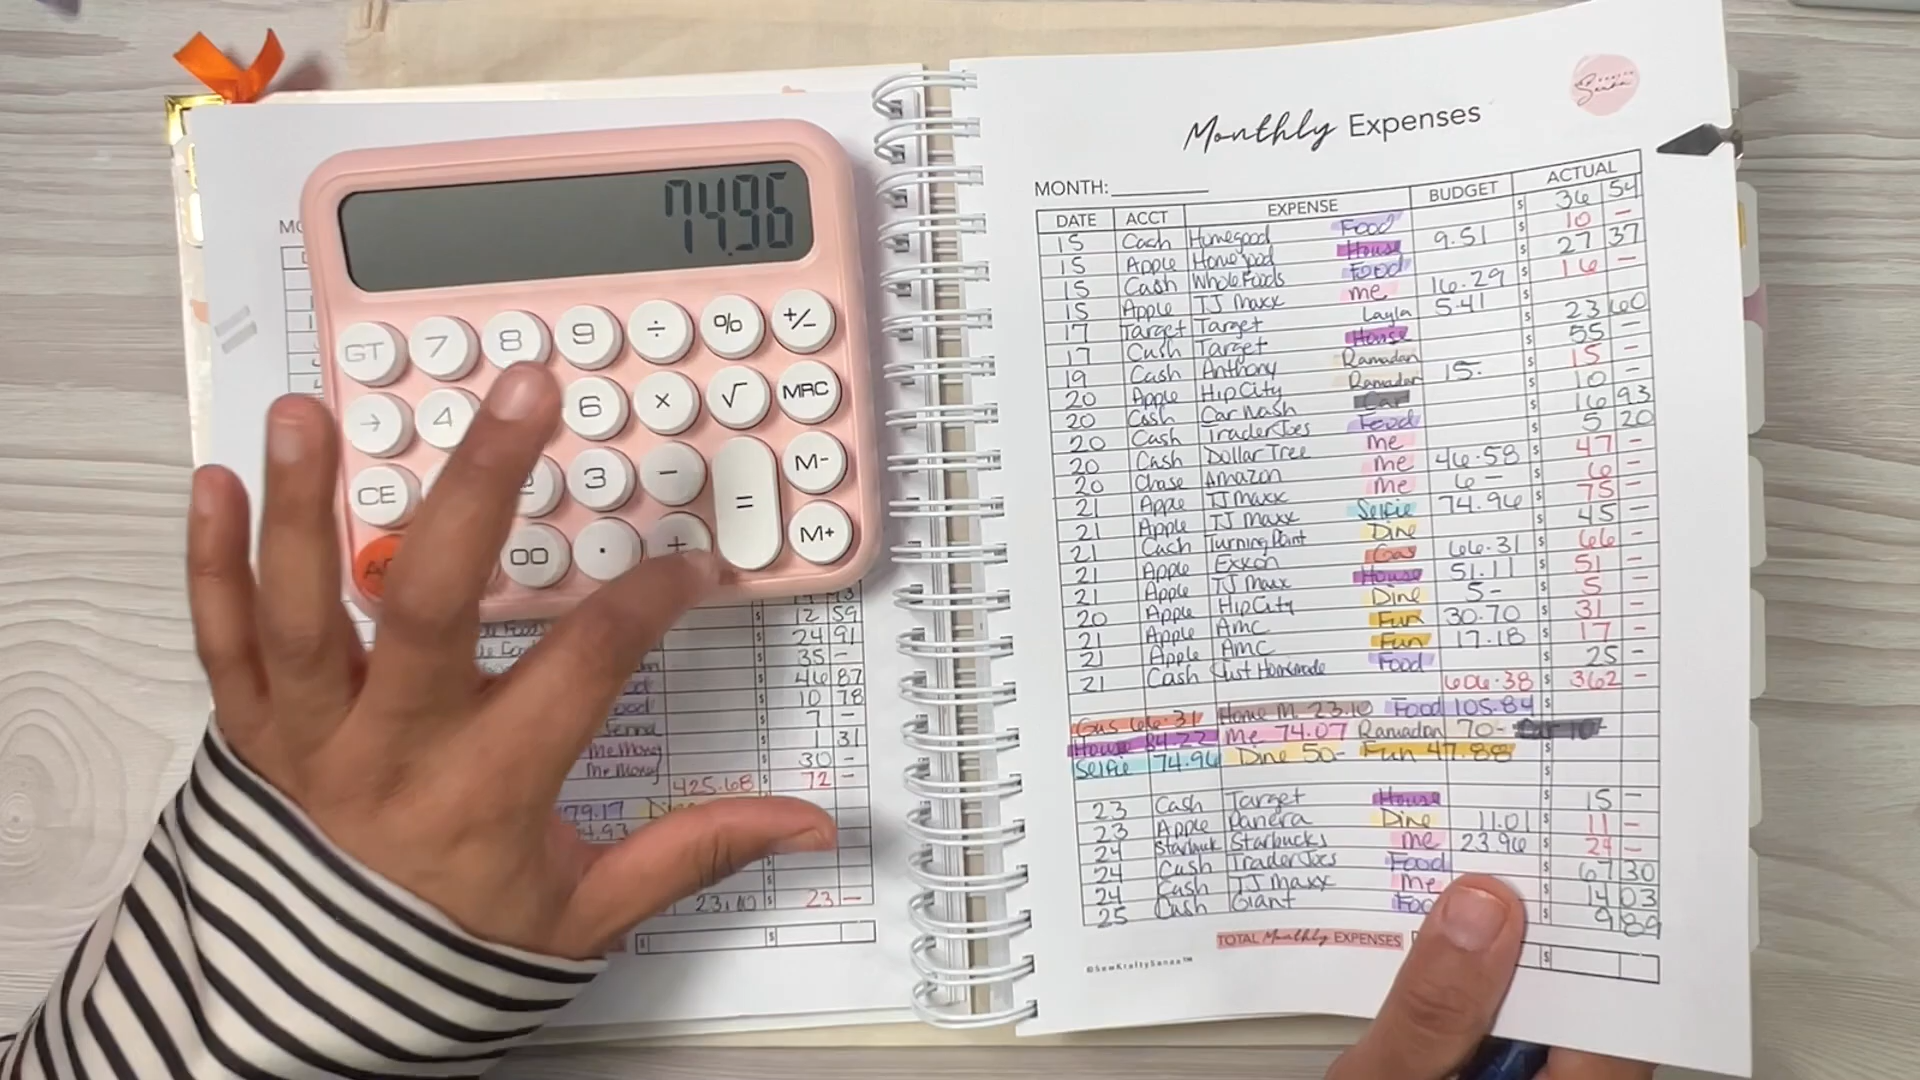 74.96
GT 7 8 9 ÷ % +/-
→ 4 6 × √ MRC
CE 3 − = M-
00 · + M+
12 59
24 91
35 —
46 87
10 78
7 —
1 31
Me Money 30 —
425.68 $ 72 —
79.17
23.10 $ 23 —
Monthly Expenses
MONTH:
DATE ACCT EXPENSE BUDGET ACTUAL
15 Cash Homegood Food $ 36 54
15 Apple Homegood House 9.51 10 —
15 Cash Whole Foods Food 27 37
15 Apple TJ Maxx Me 16.29 16 —
17 Target Target Layla 5.41
17 Cash Target House 23 60
19 Cash Anthony Ramadan 55 —
20 Apple HipCity Ramadan 15. 15 —
20 Cash Car Wash Car 10 —
20 Cash Trader Joes Food 16 93
20 Cash Dollar Tree Me 5 20
20 Chase Amazon Me 46.58 47 —
21 Apple TJ Maxx Me 6 — 6 —
21 Apple TJ Maxx Selfie 74.96 75 —
21 Cash Turning Point Dine 45 —
21 Apple Exxon Gas 66.31 66 —
21 Apple TJ Maxx House 51.11 51 —
20 Apple HipCity Dine 5 - 5 —
21 Apple AMC Fun 30.70 31 —
21 Apple AMC Fun 17.18 17 —
21 Cash Just Homemade Food 25 —
606.38 $ 362 —
Gas 66.31 Home M. 23.10 Food 105.84
House 84.22 Me 74.07 Ramadan 70- Car 10-
Selfie 74.96 Dine 50- Fun 47.88
23 Cash Target House $ 15 —
23 Apple Panera Dine 11.01 $ 11 —
24 Starbuck Starbucks Me 23.96 $ 24 —
24 Cash Trader Joes Food $ 67 30
24 Cash TJ Maxx Me $ 14 03
25 Cash Giant $ 9 89
TOTAL Monthly EXPENSES $
©SewKraftySanaa™